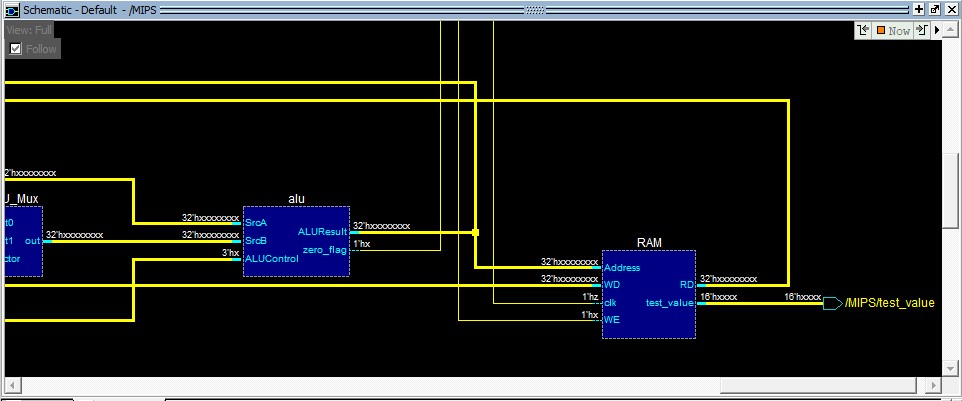 Schematic - Default - /MIPS
View: Full
Follow
Now
2'hxxxxxxxx
U_Mux
t0
t1 out
ctor
32'hxxxxxxxx
alu
32'hxxxxxxxx SrcA
32'hxxxxxxxx SrcB
3'hx ALUControl
ALUResult 32'hxxxxxxxx
zero_flag 1'hx
RAM
32'hxxxxxxxx Address
32'hxxxxxxxx WD
RD 32'hxxxxxxxx
1'hz clk
test_value 16'hxxxx 16'hxxxx /MIPS/test_value
1'hx WE